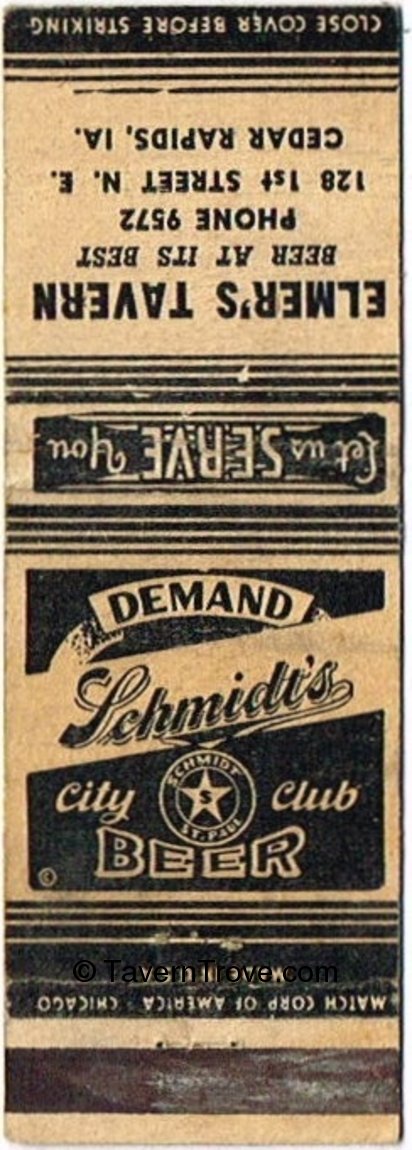 CLOSE COVER BEFORE STRIKING
ELMER'S TAVERN
BEER AT ITS BEST
PHONE 9572
128 1st STREET N. E.
CEDAR RAPIDS, IA.
Let us SERVE You
DEMAND
Schmidt's
City Club
SCHMIDT
S
ST. PAUL
BEER
©
© TavernTrove.com
MATCH CORP OF AMERICA · CHICAGO